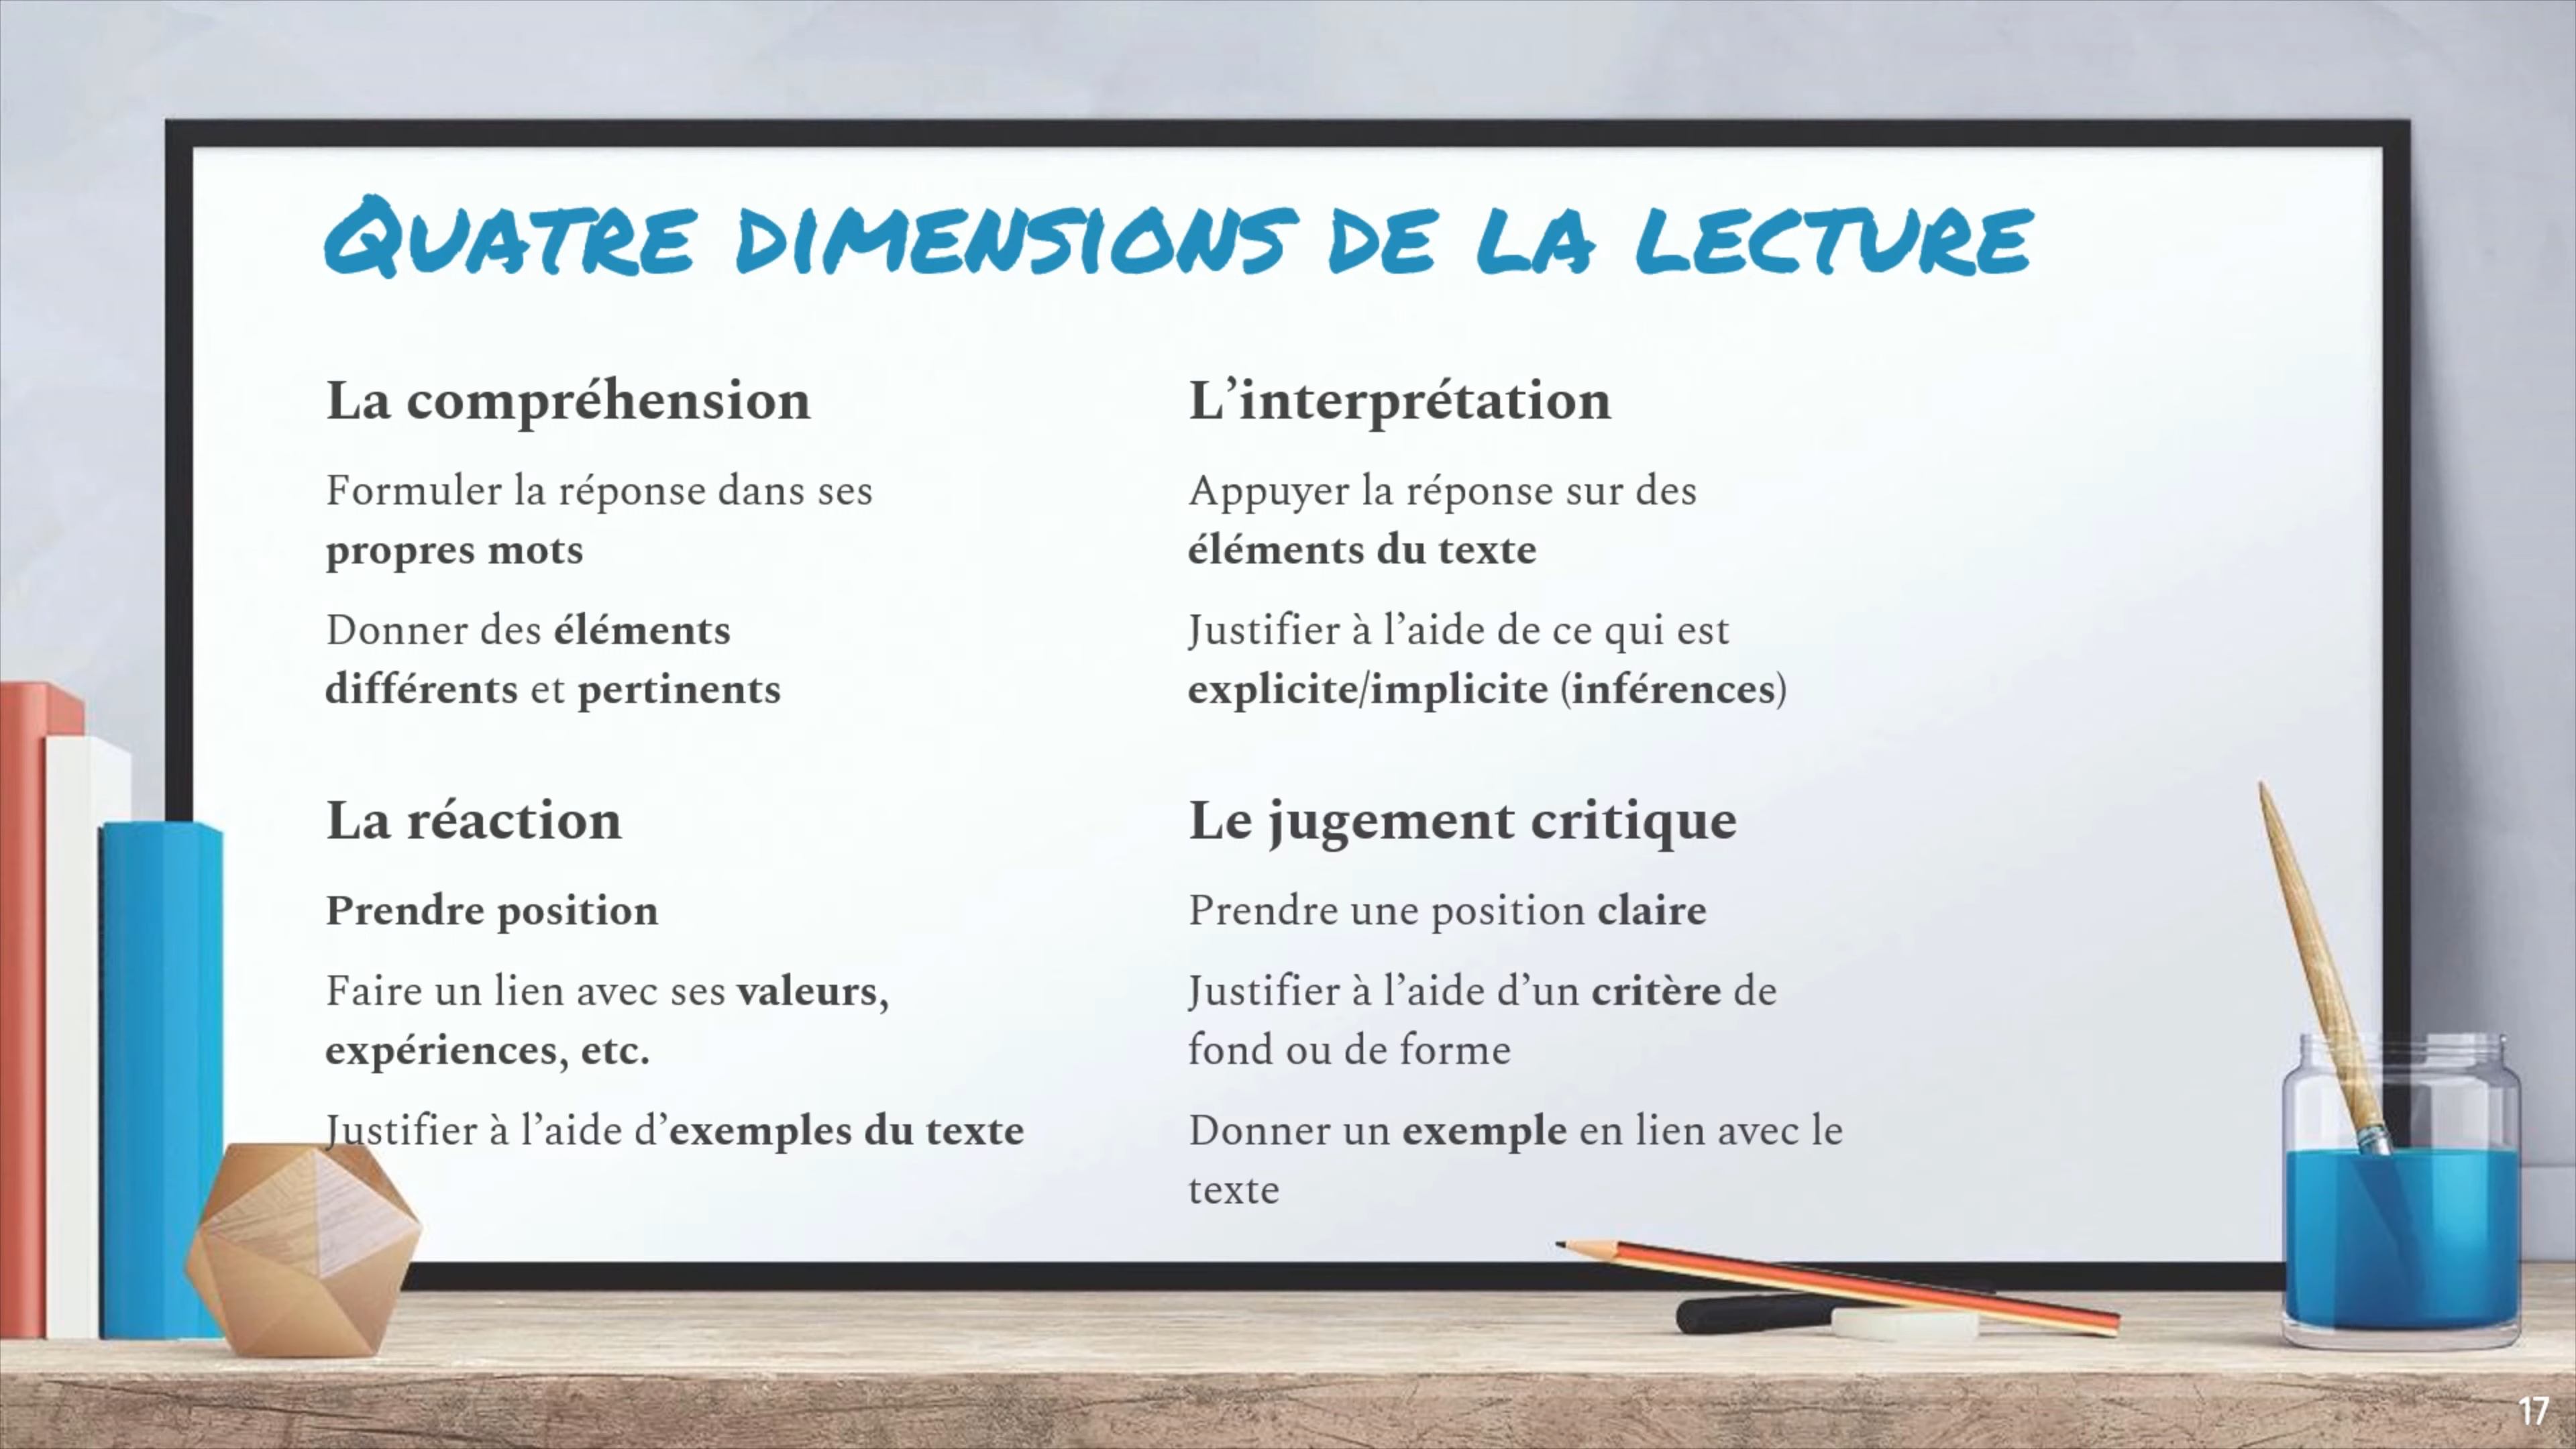 QUATRE DIMENSIONS DE LA LECTURE
La compréhension
Formuler la réponse dans ses
propres mots
Donner des éléments
différents et pertinents
L’interprétation
Appuyer la réponse sur des
éléments du texte
Justifier à l’aide de ce qui est
explicite/implicite (inférences)
La réaction
Prendre position
Faire un lien avec ses valeurs,
expériences, etc.
Justifier à l’aide d’exemples du texte
Le jugement critique
Prendre une position claire
Justifier à l’aide d’un critère de
fond ou de forme
Donner un exemple en lien avec le
texte
17